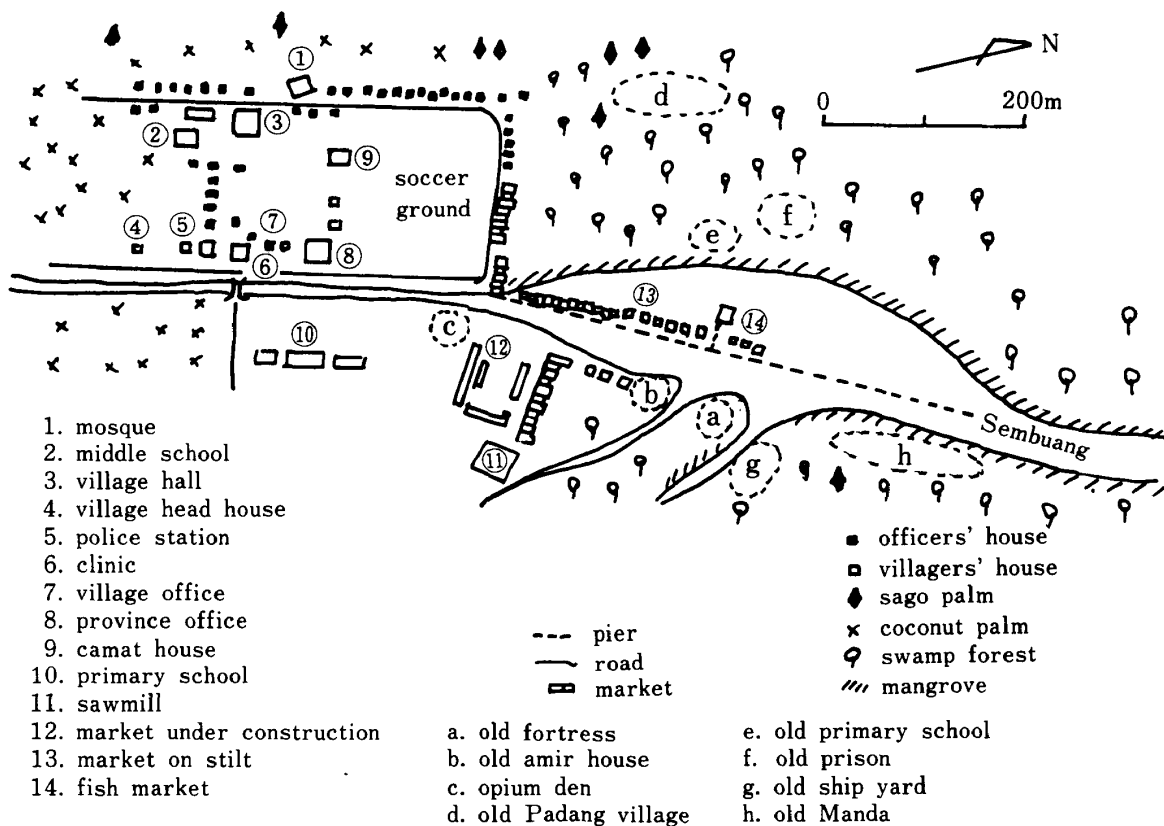 N
0 200m
①
d
②
③
⑨
soccer
ground
f
④
⑤
⑦
e
⑥
⑧
⑬
⑭
c
⑩
⑫
b
a
Sembuang
⑪
g
h
1. mosque
2. middle school
3. village hall
4. village head house
5. police station
6. clinic
7. village office
8. province office
9. camat house
10. primary school
11. sawmill
12. market under construction
13. market on stilt
14. fish market
pier
road
market
officers' house
villagers' house
sago palm
coconut palm
swamp forest
mangrove
a. old fortress
b. old amir house
c. opium den
d. old Padang village
e. old primary school
f. old prison
g. old ship yard
h. old Manda